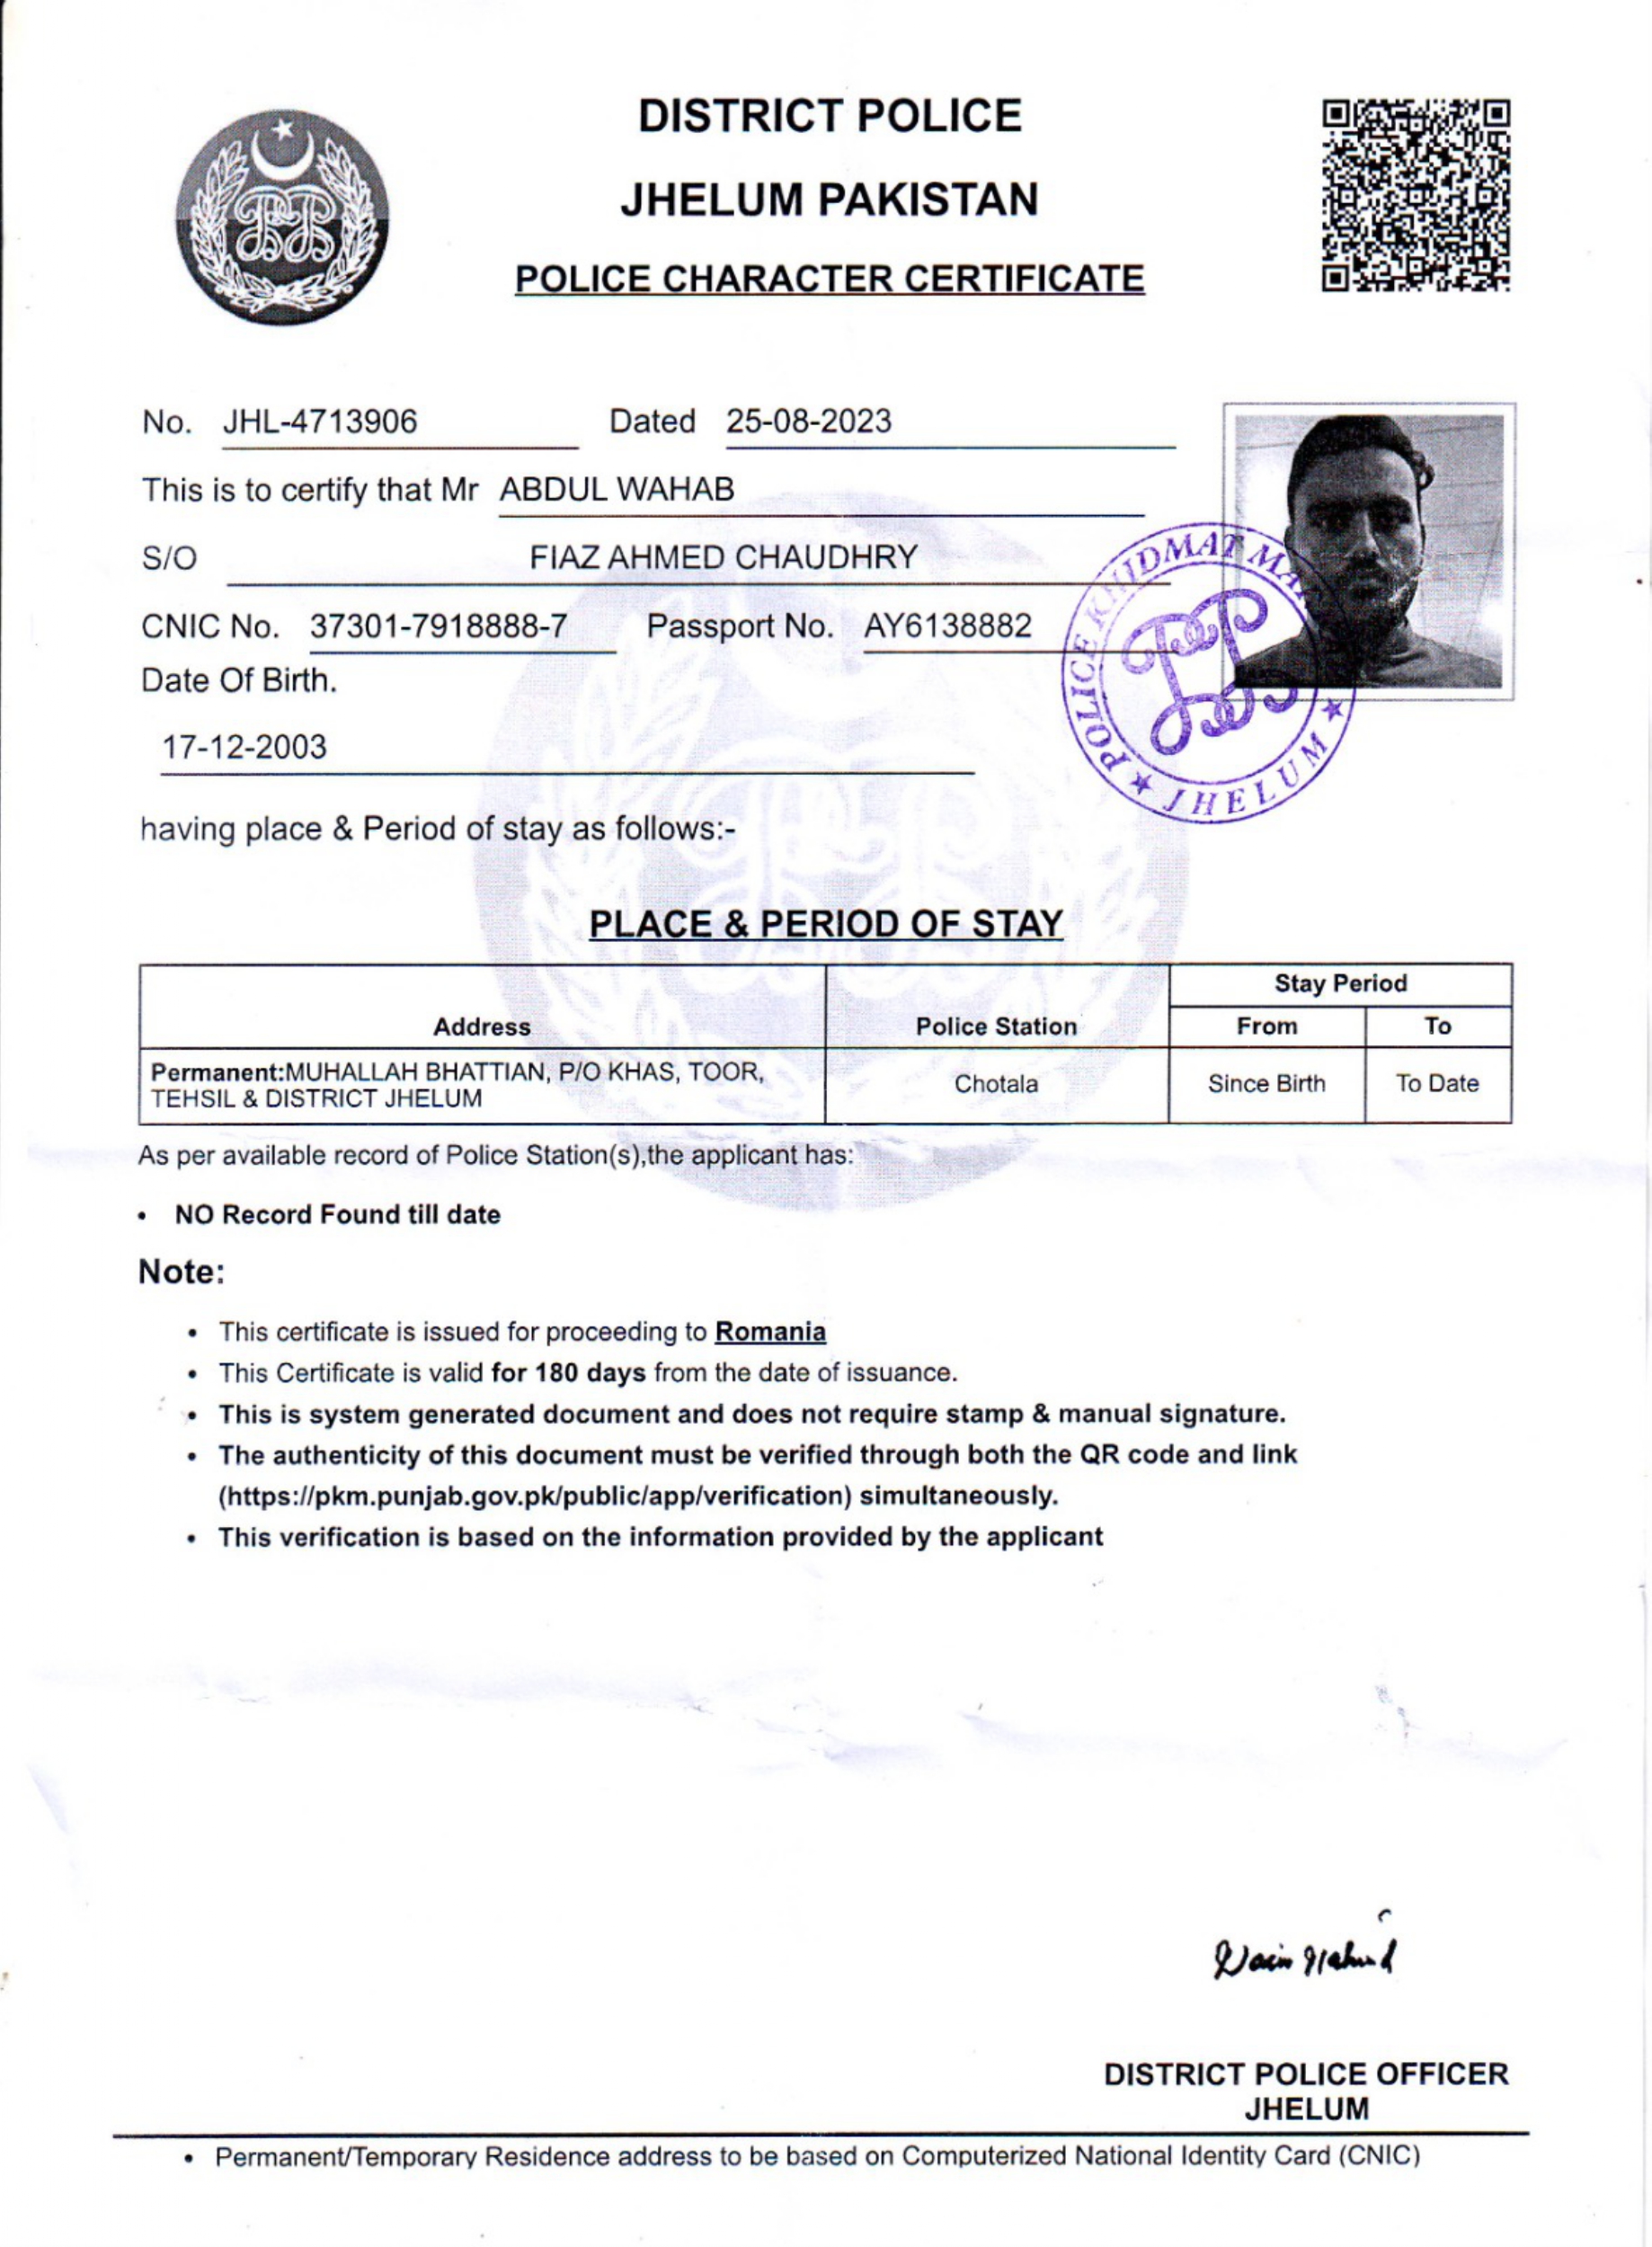 DISTRICT POLICE
JHELUM PAKISTAN
POLICE CHARACTER CERTIFICATE
No. JHL-4713906 Dated 25-08-2023
This is to certify that Mr ABDUL WAHAB
S/O FIAZ AHMED CHAUDHRY
CNIC No. 37301-7918888-7 Passport No. AY6138882
Date Of Birth.
17-12-2003
POLICE KHIDMAT
JHELUM
having place & Period of stay as follows:-
PLACE & PERIOD OF STAY
Stay Period
Address Police Station From To
Permanent:MUHALLAH BHATTIAN, P/O KHAS, TOOR,
TEHSIL & DISTRICT JHELUM
Chotala Since Birth To Date
As per available record of Police Station(s),the applicant has:
• NO Record Found till date
Note:
• This certificate is issued for proceeding to Romania
• This Certificate is valid for 180 days from the date of issuance.
• This is system generated document and does not require stamp & manual signature.
• The authenticity of this document must be verified through both the QR code and link
(https://pkm.punjab.gov.pk/public/app/verification) simultaneously.
• This verification is based on the information provided by the applicant
DISTRICT POLICE OFFICER
JHELUM
• Permanent/Temporary Residence address to be based on Computerized National Identity Card (CNIC)